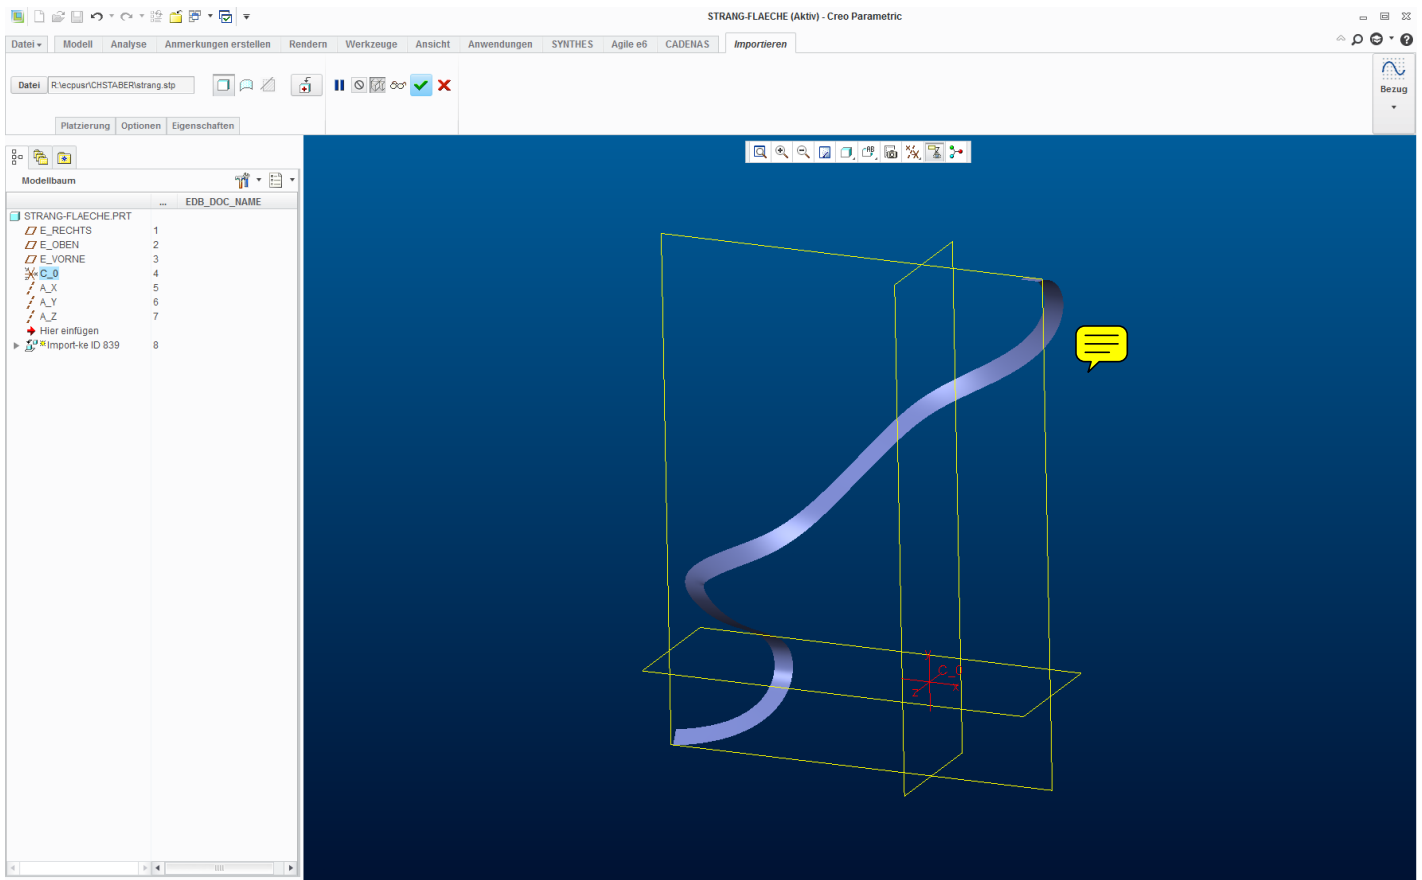 STRANG-FLAECHE (Aktiv) - Creo Parametric
Datei Modell Analyse Anmerkungen erstellen Rendern Werkzeuge Ansicht Anwendungen SYNTHES Agile e6 CADENAS Importieren
Datei R:\ecpusr\CHSTABER\strang.stp
Bezug
Platzierung Optionen Eigenschaften
Modellbaum
... EDB_DOC_NAME
STRANG-FLAECHE.PRT
E_RECHTS 1
E_OBEN 2
E_VORNE 3
C_0 4
A_X 5
A_Y 6
A_Z 7
Hier einfügen
Import-ke ID 839 8
y
C_0
z x